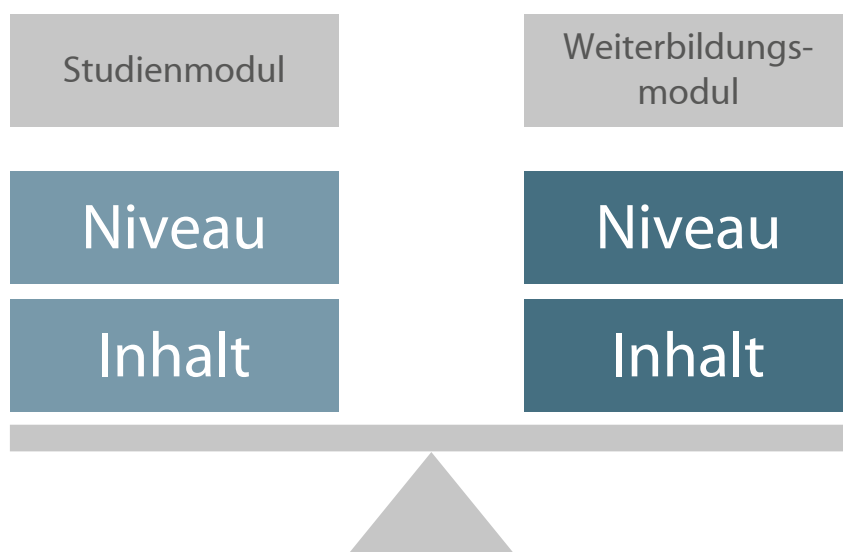 Studienmodul
Weiterbildungs-
modul
Niveau
Niveau
Inhalt
Inhalt